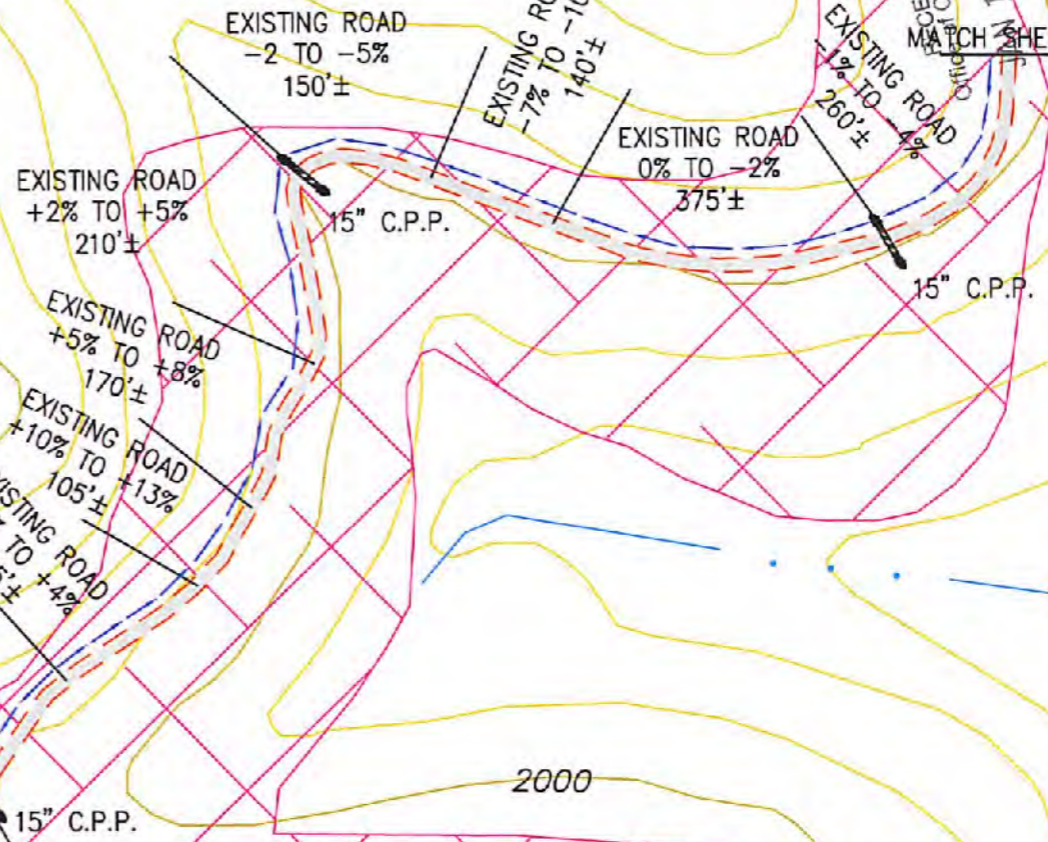 EXISTING ROAD
-2 TO -5%
150'±
EXISTING RO
-7% TO -10
140'±
EXISTING ROAD
-1% TO -4%
260'±
MATCH SHE
EXISTING ROAD
0% TO -2%
375'±
EXISTING ROAD
+2% TO +5%
210'±
15" C.P.P.
15" C.P.P.
EXISTING ROAD
+5% TO +8%
170'±
EXISTING ROAD
+10% TO +13%
105'±
XISTING ROAD
TO +4%
5'±
2000
15" C.P.P.